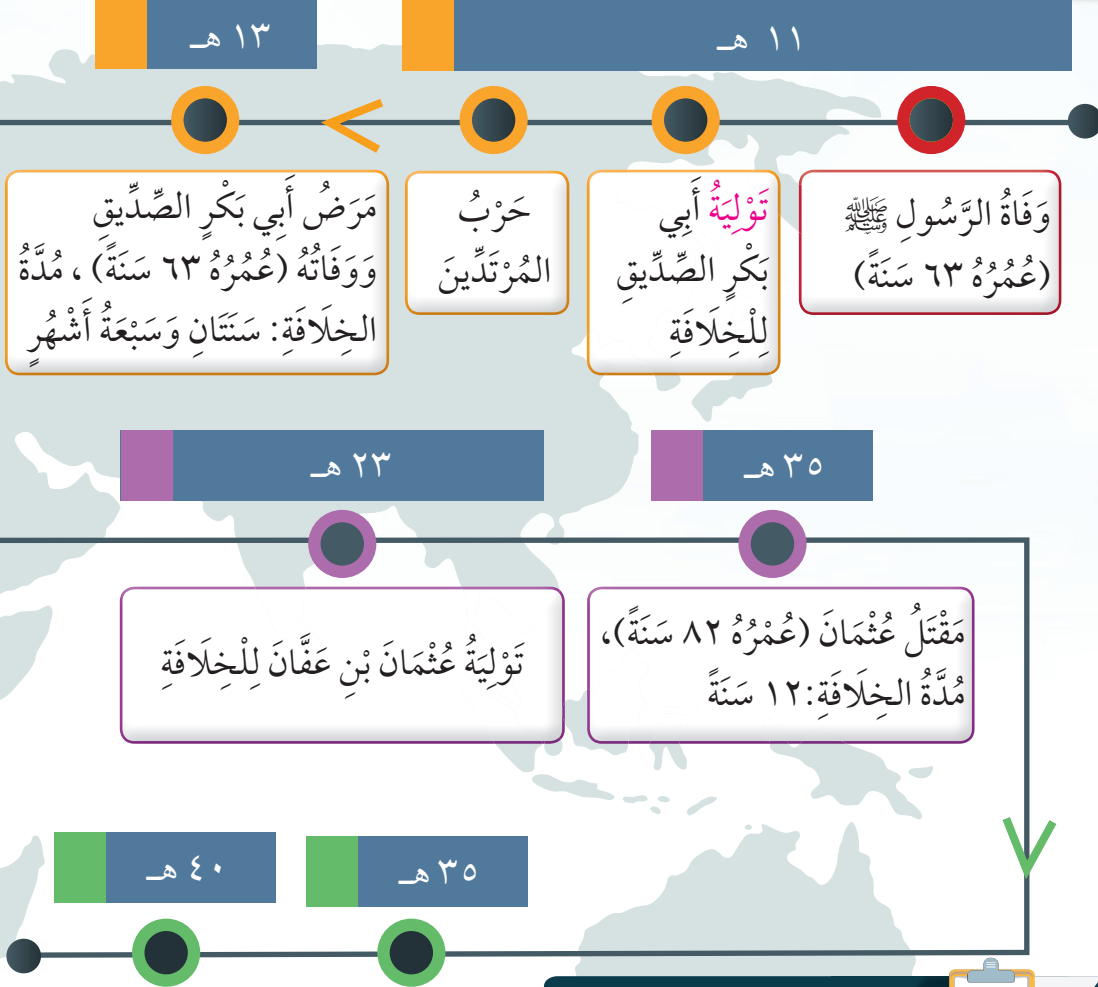 ١١ هـ
١٣ هـ
وَفَاةُ الرَّسُولِ ﷺ
(عُمُرُهُ ٦٣ سَنَةً)
تَوْلِيَةُ أَبِي
بَكْرٍ الصِّدِّيقِ
لِلْخِلَافَةِ
حَرْبُ
المُرْتَدِّينَ
مَرَضُ أَبِي بَكْرٍ الصِّدِّيقِ
وَوَفَاتُهُ (عُمُرُهُ ٦٣ سَنَةً) ، مُدَّةُ
الخِلَافَةِ: سَنَتَانِ وَسَبْعَةُ أَشْهُرٍ
٣٥ هـ
٢٣ هـ
مَقْتَلُ عُثْمَانَ (عُمْرُهُ ٨٢ سَنَةً)،
مُدَّةُ الخِلَافَةِ:١٢ سَنَةً
تَوْلِيَةُ عُثْمَانَ بْنِ عَفَّانَ لِلْخِلَافَةِ
٣٥ هـ
٤٠ هـ